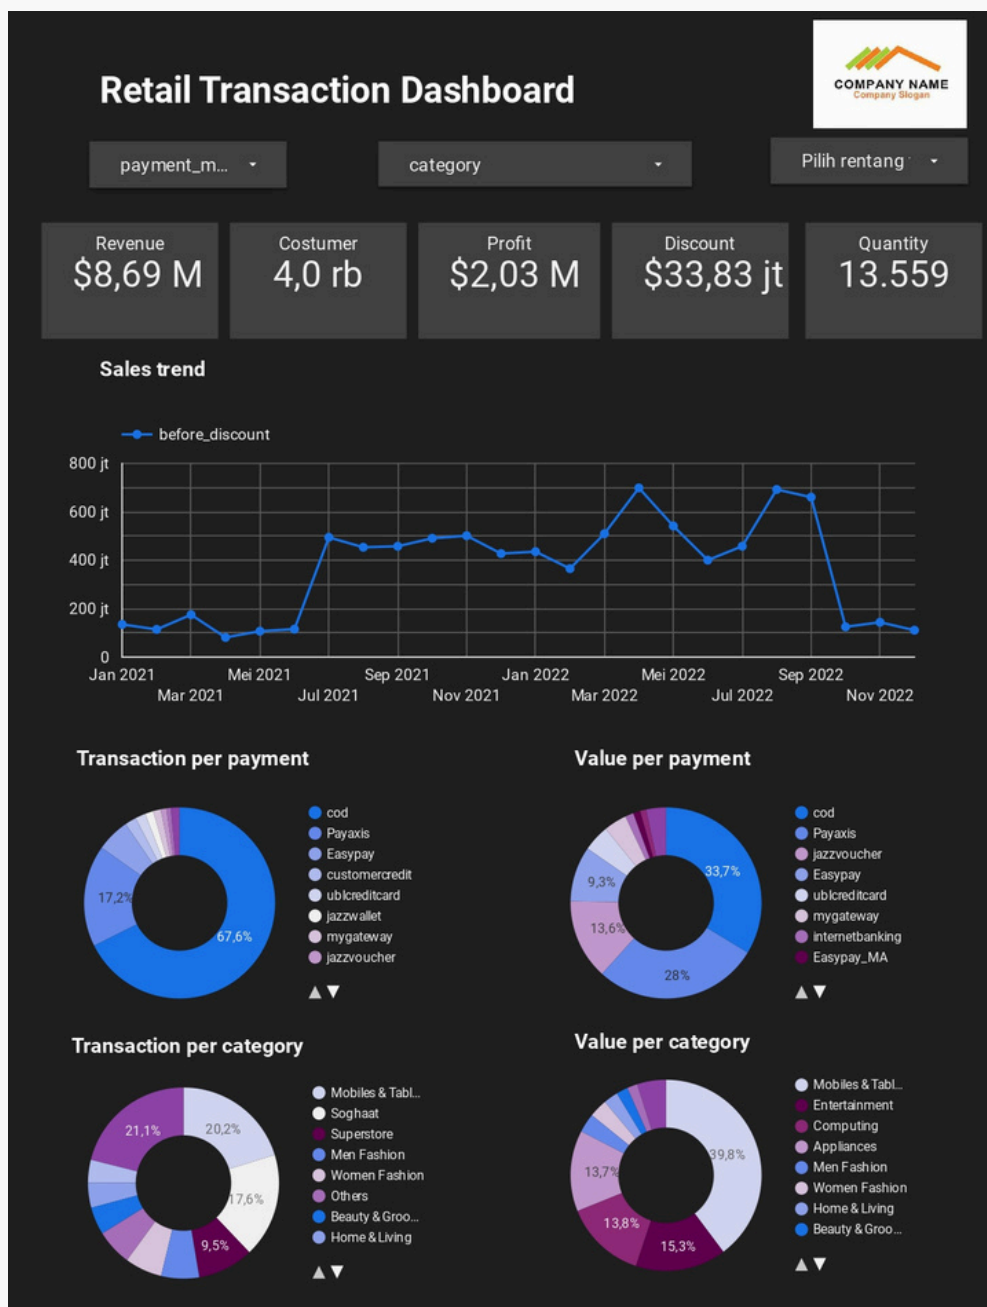 COMPANY NAME
Company Slogan
Retail Transaction Dashboard
payment_m...
category
Pilih rentang
Revenue
$8,69 M
Costumer
4,0 rb
Profit
$2,03 M
Discount
$33,83 jt
Quantity
13.559
Sales trend
before_discount
800 jt
600 jt
400 jt
200 jt
0
Jan 2021
Mar 2021
Mei 2021
Jul 2021
Sep 2021
Nov 2021
Jan 2022
Mar 2022
Mei 2022
Jul 2022
Sep 2022
Nov 2022
Transaction per payment
17,2%
67,6%
cod
Payaxis
Easypay
customercredit
ublcreditcard
jazzwallet
mygateway
jazzvoucher
Value per payment
33,7%
9,3%
13,6%
28%
cod
Payaxis
jazzvoucher
Easypay
ublcreditcard
mygateway
internetbanking
Easypay_MA
Transaction per category
21,1%
20,2%
17,6%
9,5%
Mobiles & Tabl...
Soghaat
Superstore
Men Fashion
Women Fashion
Others
Beauty & Groo...
Home & Living
Value per category
39,8%
13,7%
13,8%
15,3%
Mobiles & Tabl...
Entertainment
Computing
Appliances
Men Fashion
Women Fashion
Home & Living
Beauty & Groo...